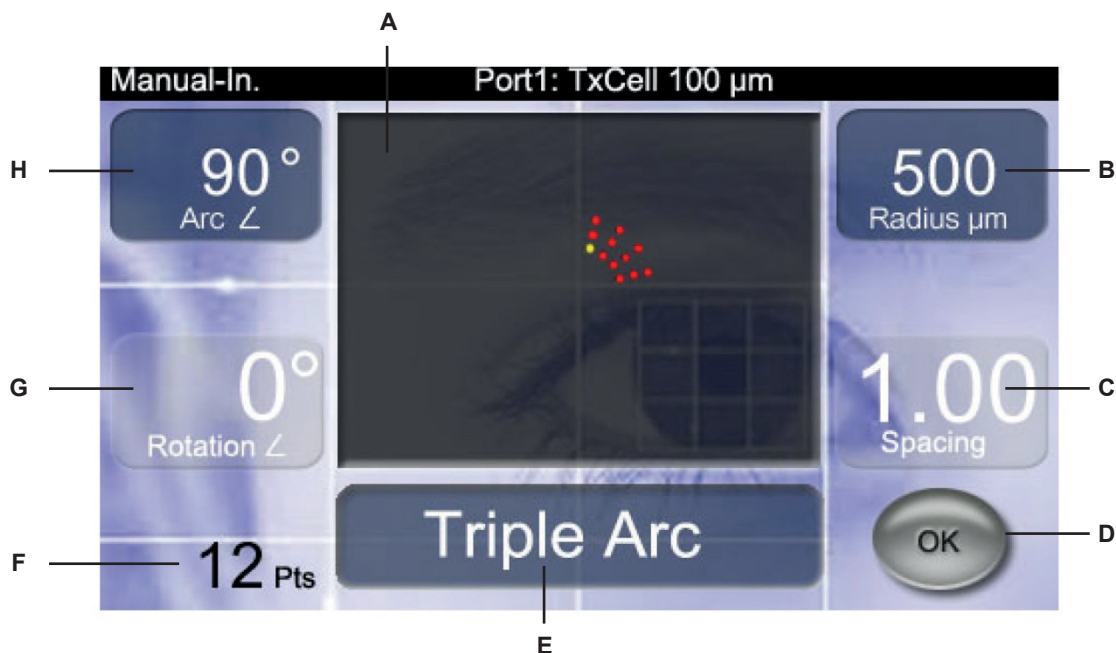 A
Manual-In. Port1: TxCell 100 µm
H 90° 500 B
Arc ∠ Radius µm
G 0° 1.00 C
Rotation ∠ Spacing
F 12 Pts Triple Arc OK D
E